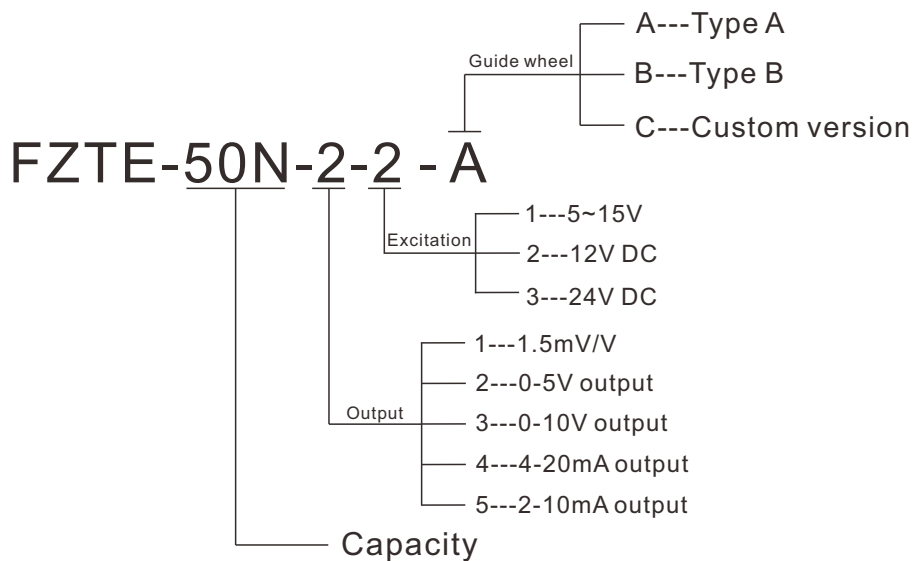 A---Type A
Guide wheel
B---Type B
C---Custom version
FZTE-50N-2-2 - A
1---5~15V
Excitation
2---12V DC
3---24V DC
1---1.5mV/V
2---0-5V output
Output
3---0-10V output
4---4-20mA output
5---2-10mA output
Capacity